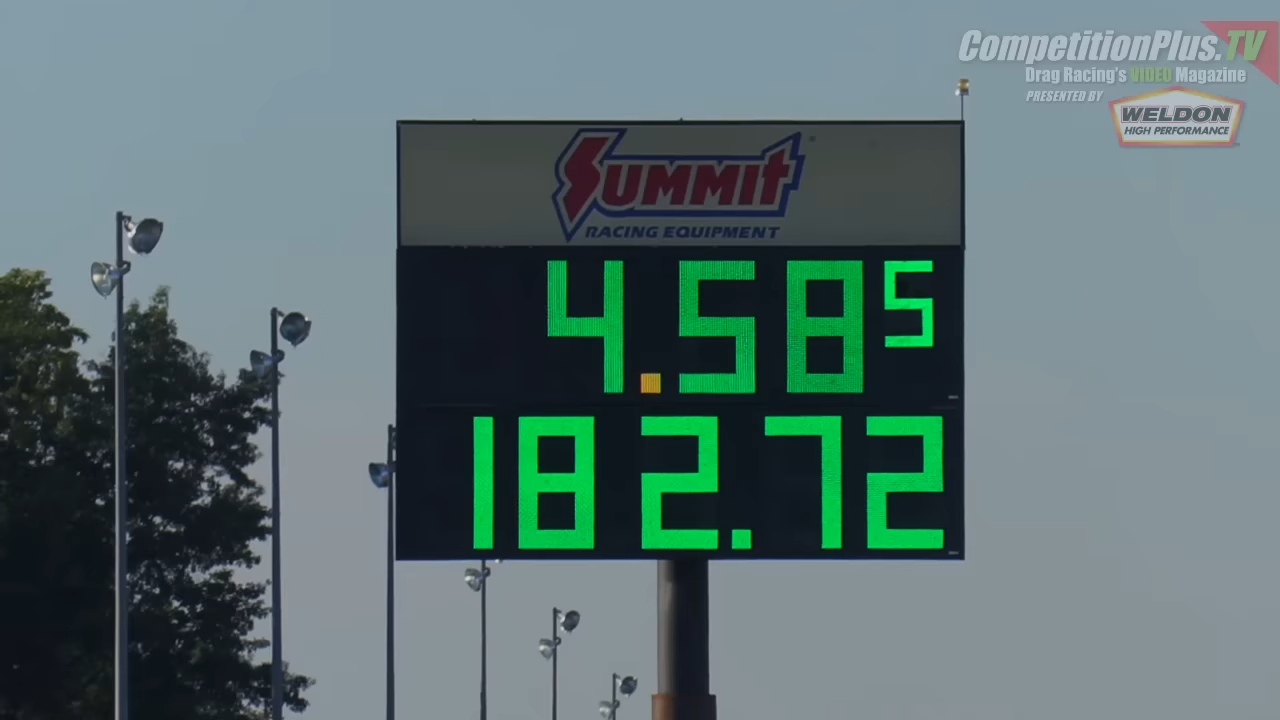 CompetitionPlus.TV
Drag Racing's VIDEO Magazine
PRESENTED BY
WELDON
HIGH PERFORMANCE
SUMMIT
RACING EQUIPMENT
4.585
182.72